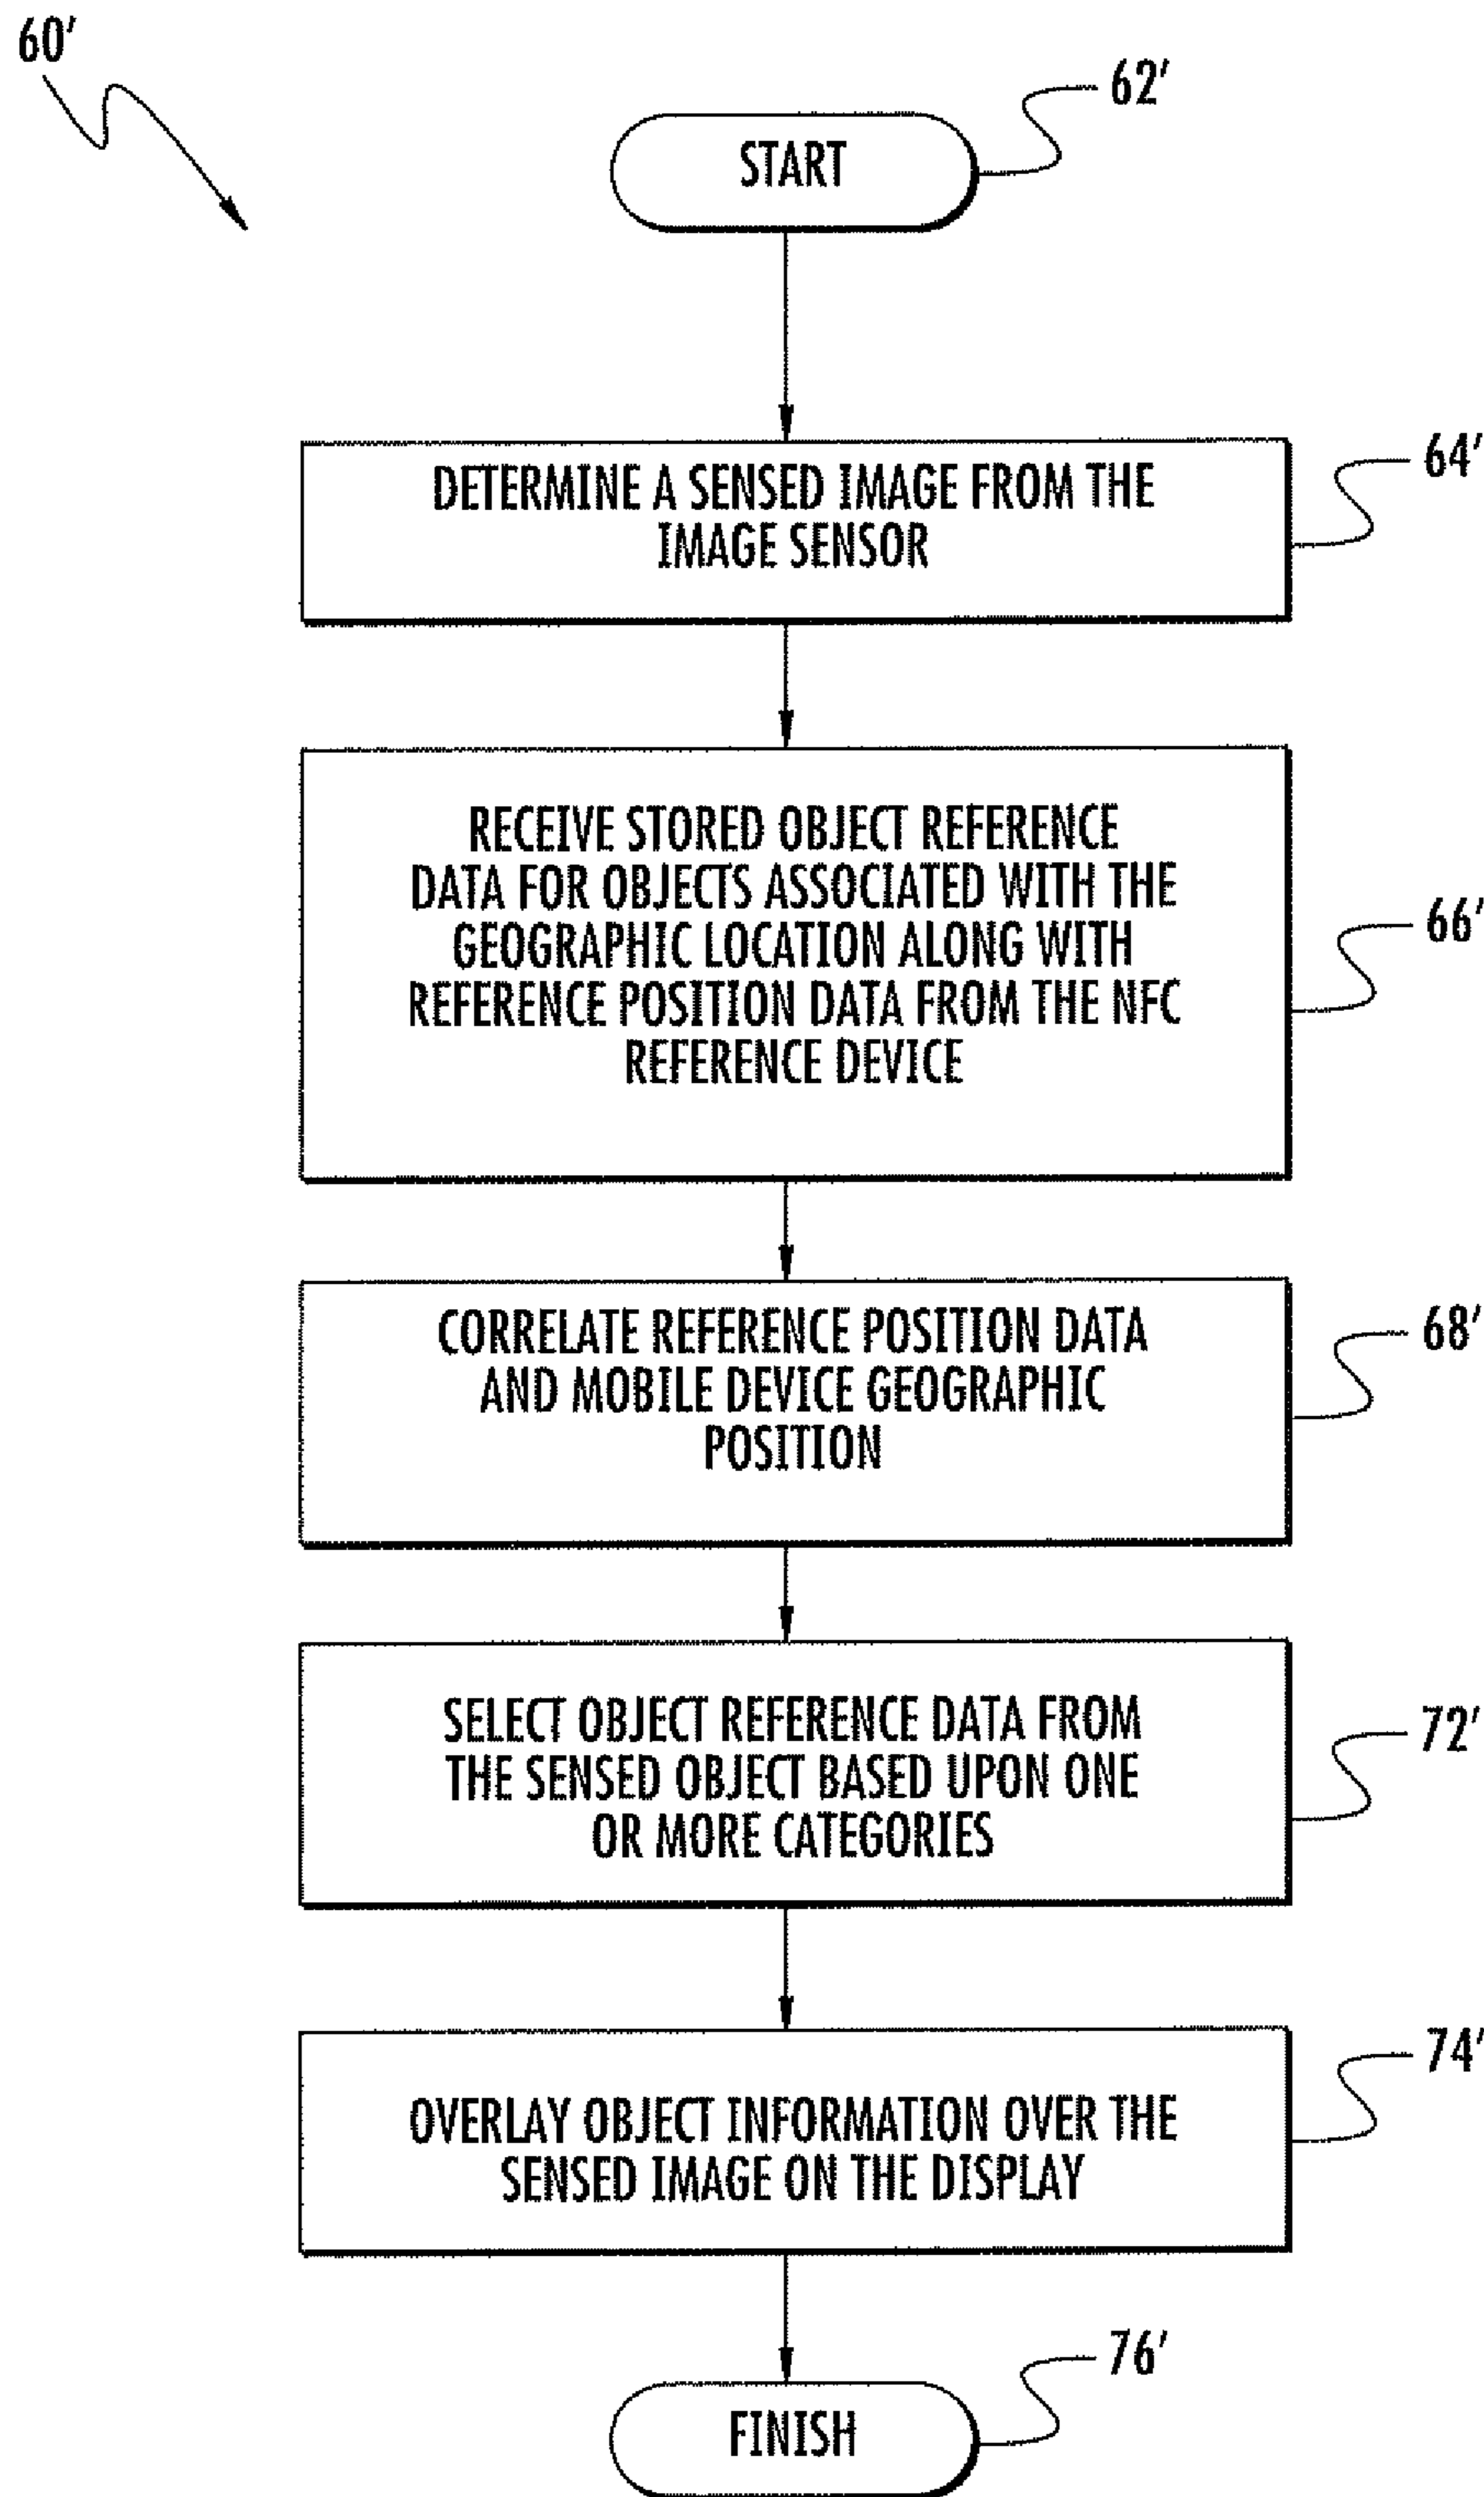 60'
62'
START
64'
DETERMINE A SENSED IMAGE FROM THE
IMAGE SENSOR
RECEIVE STORED OBJECT REFERENCE
DATA FOR OBJECTS ASSOCIATED WITH THE
GEOGRAPHIC LOCATION ALONG WITH
REFERENCE POSITION DATA FROM THE NFC
REFERENCE DEVICE
66'
CORRELATE REFERENCE POSITION DATA
AND MOBILE DEVICE GEOGRAPHIC
POSITION
68'
SELECT OBJECT REFERENCE DATA FROM
THE SENSED OBJECT BASED UPON ONE
OR MORE CATEGORIES
72'
74'
OVERLAY OBJECT INFORMATION OVER THE
SENSED IMAGE ON THE DISPLAY
76'
FINISH